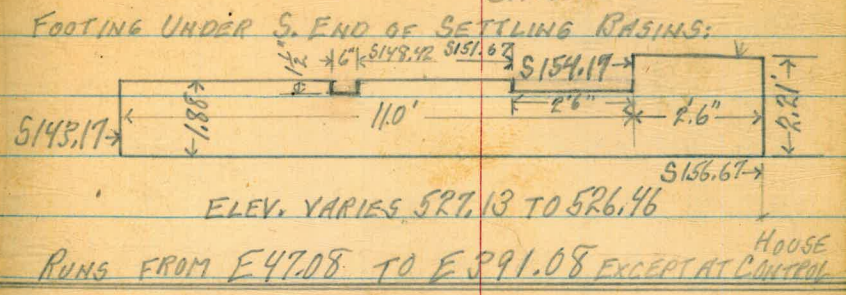 FOOTING UNDER S. END OF SETTLING BASINS:
1½" 6" S148.42 S151.67 S154.17
S143.17 1.88' 11.0' 2'6" 2'.6" 2.21'
S156.67
ELEV. VARIES 527.13 TO 526.46
RUNS FROM E47.08 TO E391.08 EXCEPT AT CONTROL HOUSE